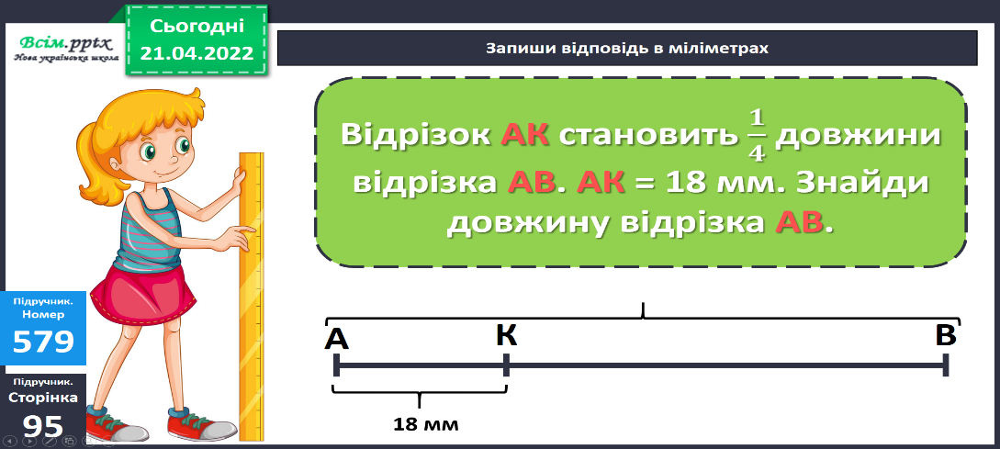 Всім.pptx
Нова українська школа
Сьогодні
21.04.2022
Запиши відповідь в міліметрах
Відрізок АК становить 1/4 довжини
відрізка АВ. АК = 18 мм. Знайди
довжину відрізка АВ.
А К В
18 мм
Підручник.
Номер
579
Підручник.
Сторінка
95